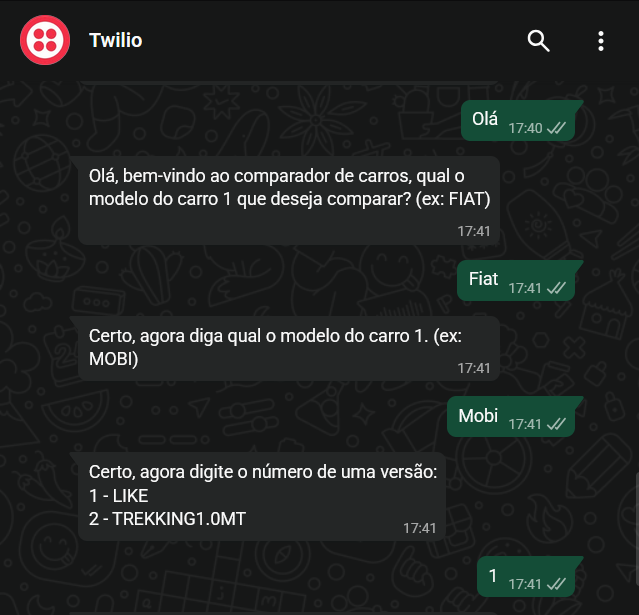 Twilio
Olá
17:40
Olá, bem-vindo ao comparador de carros, qual o
modelo do carro 1 que deseja comparar? (ex: FIAT)
17:41
Fiat
17:41
Certo, agora diga qual o modelo do carro 1. (ex:
MOBI)
17:41
Mobi
17:41
Certo, agora digite o número de uma versão:
1 - LIKE
2 - TREKKING1.0MT
17:41
1
17:41